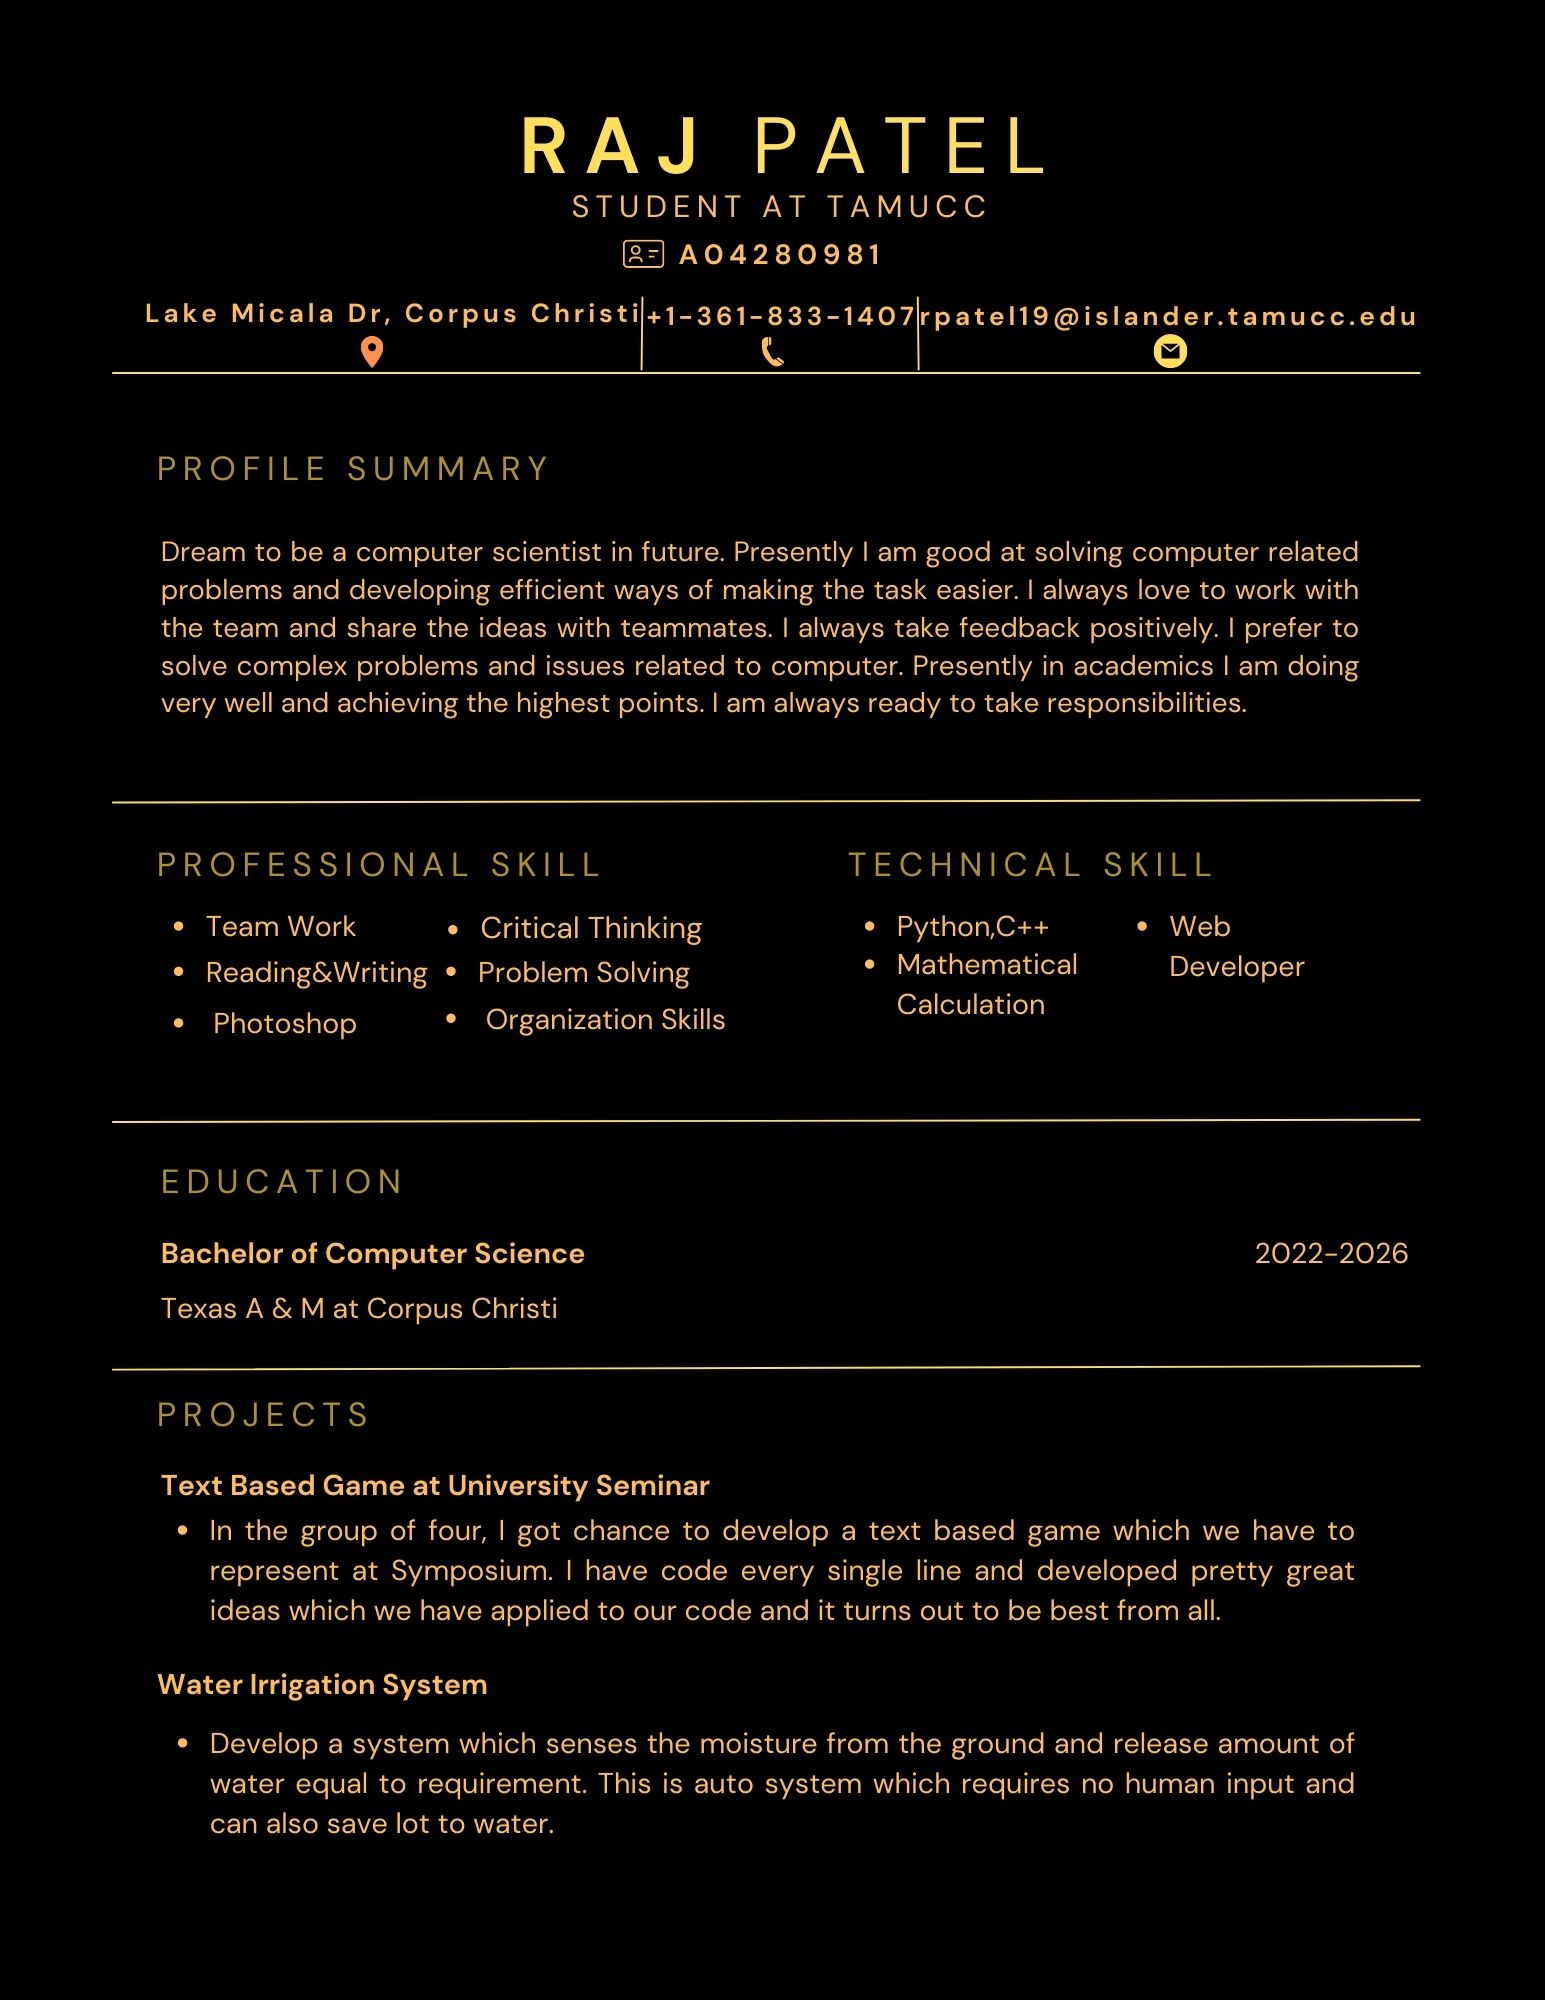 RAJ PATEL
STUDENT AT TAMUCC
A04280981
Lake Micala Dr, Corpus Christi
+1-361-833-1407
rpatel19@islander.tamucc.edu
PROFILE SUMMARY
Dream to be a computer scientist in future. Presently I am good at solving computer related
problems and developing efficient ways of making the task easier. I always love to work with
the team and share the ideas with teammates. I always take feedback positively. I prefer to
solve complex problems and issues related to computer. Presently in academics I am doing
very well and achieving the highest points. I am always ready to take responsibilities.
PROFESSIONAL SKILL
• Team Work
• Reading&Writing
• Photoshop
• Critical Thinking
• Problem Solving
• Organization Skills
TECHNICAL SKILL
• Python,C++
• Mathematical
Calculation
• Web
Developer
EDUCATION
Bachelor of Computer Science
2022-2026
Texas A & M at Corpus Christi
PROJECTS
Text Based Game at University Seminar
• In the group of four, I got chance to develop a text based game which we have to
represent at Symposium. I have code every single line and developed pretty great
ideas which we have applied to our code and it turns out to be best from all.
Water Irrigation System
• Develop a system which senses the moisture from the ground and release amount of
water equal to requirement. This is auto system which requires no human input and
can also save lot to water.